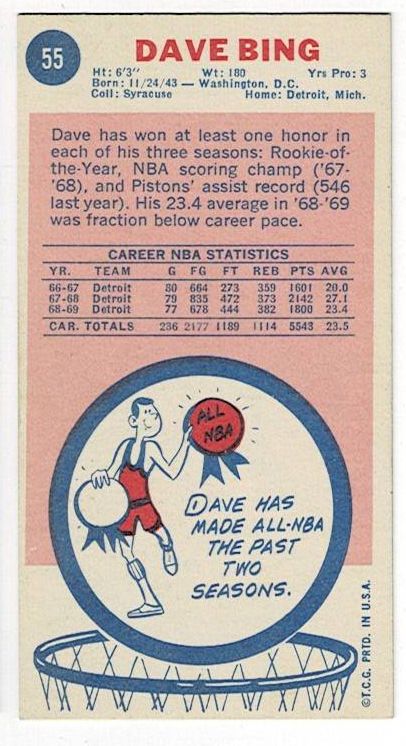 55
DAVE BING
Ht: 6'3" Wt: 180 Yrs Pro: 3
Born: 11/24/43 — Washington, D.C.
Coll: Syracuse Home: Detroit, Mich.
Dave has won at least one honor in
each of his three seasons: Rookie-of-
the-Year, NBA scoring champ ('67-
'68), and Pistons' assist record (546
last year). His 23.4 average in '68-'69
was fraction below career pace.
CAREER NBA STATISTICS
YR. TEAM G FG FT REB PTS AVG
66-67 Detroit 80 664 273 359 1601 20.0
67-68 Detroit 79 835 472 373 2142 27.1
68-69 Detroit 77 678 444 382 1800 23.4
CAR. TOTALS 236 2177 1189 1114 5543 23.5
ALL
NBA
DAVE HAS
MADE ALL-NBA
THE PAST
TWO
SEASONS.
©T.C.G. PRTD. IN U.S.A.